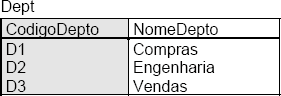 Dept
CodigoDepto NomeDepto
D1 Compras
D2 Engenharia
D3 Vendas